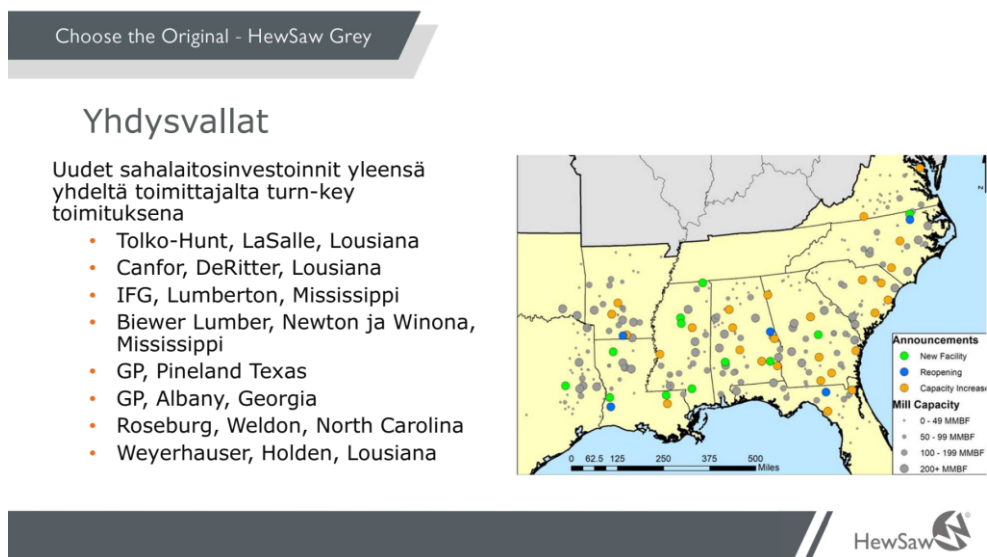 Choose the Original - HewSaw Grey
Yhdysvallat
Uudet sahalaitosinvestoinnit yleensä
yhdeltä toimittajalta turn-key
toimituksena
• Tolko-Hunt, LaSalle, Lousiana
• Canfor, DeRitter, Lousiana
• IFG, Lumberton, Mississippi
• Biewer Lumber, Newton ja Winona,
Mississippi
• GP, Pineland Texas
• GP, Albany, Georgia
• Roseburg, Weldon, North Carolina
• Weyerhauser, Holden, Lousiana
Z
Announcements
New Facility
Reopening
Capacity Increase
Mill Capacity
0 - 49 MMBF
50 - 99 MMBF
100 - 199 MMBF
200+ MMBF
0 62.5 125 250 375 500
Miles
HewSaw®